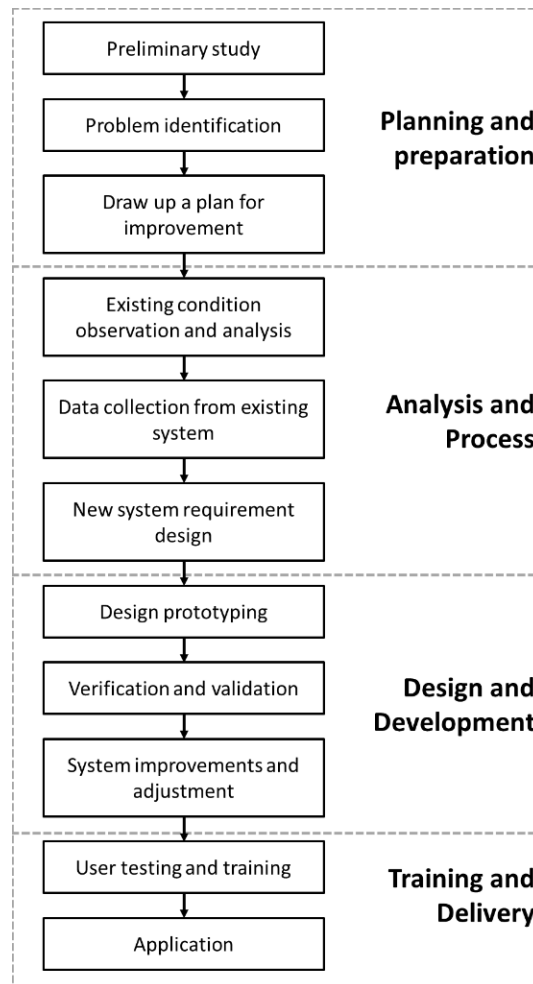 Preliminary study
Problem identification
Planning and
preparation
Draw up a plan for
improvement
Existing condition
observation and analysis
Data collection from existing
system
Analysis and
Process
New system requirement
design
Design prototyping
Verification and validation
Design and
Development
System improvements and
adjustment
User testing and training
Training and
Delivery
Application